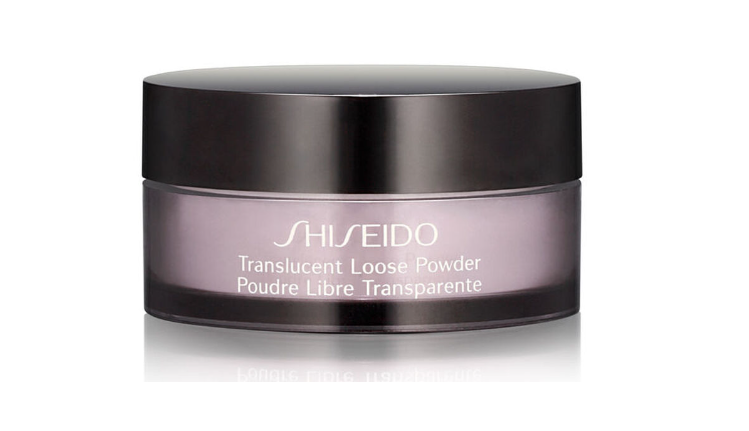 SHISEIDO
Translucent Loose Powder
Poudre Libre Transparente